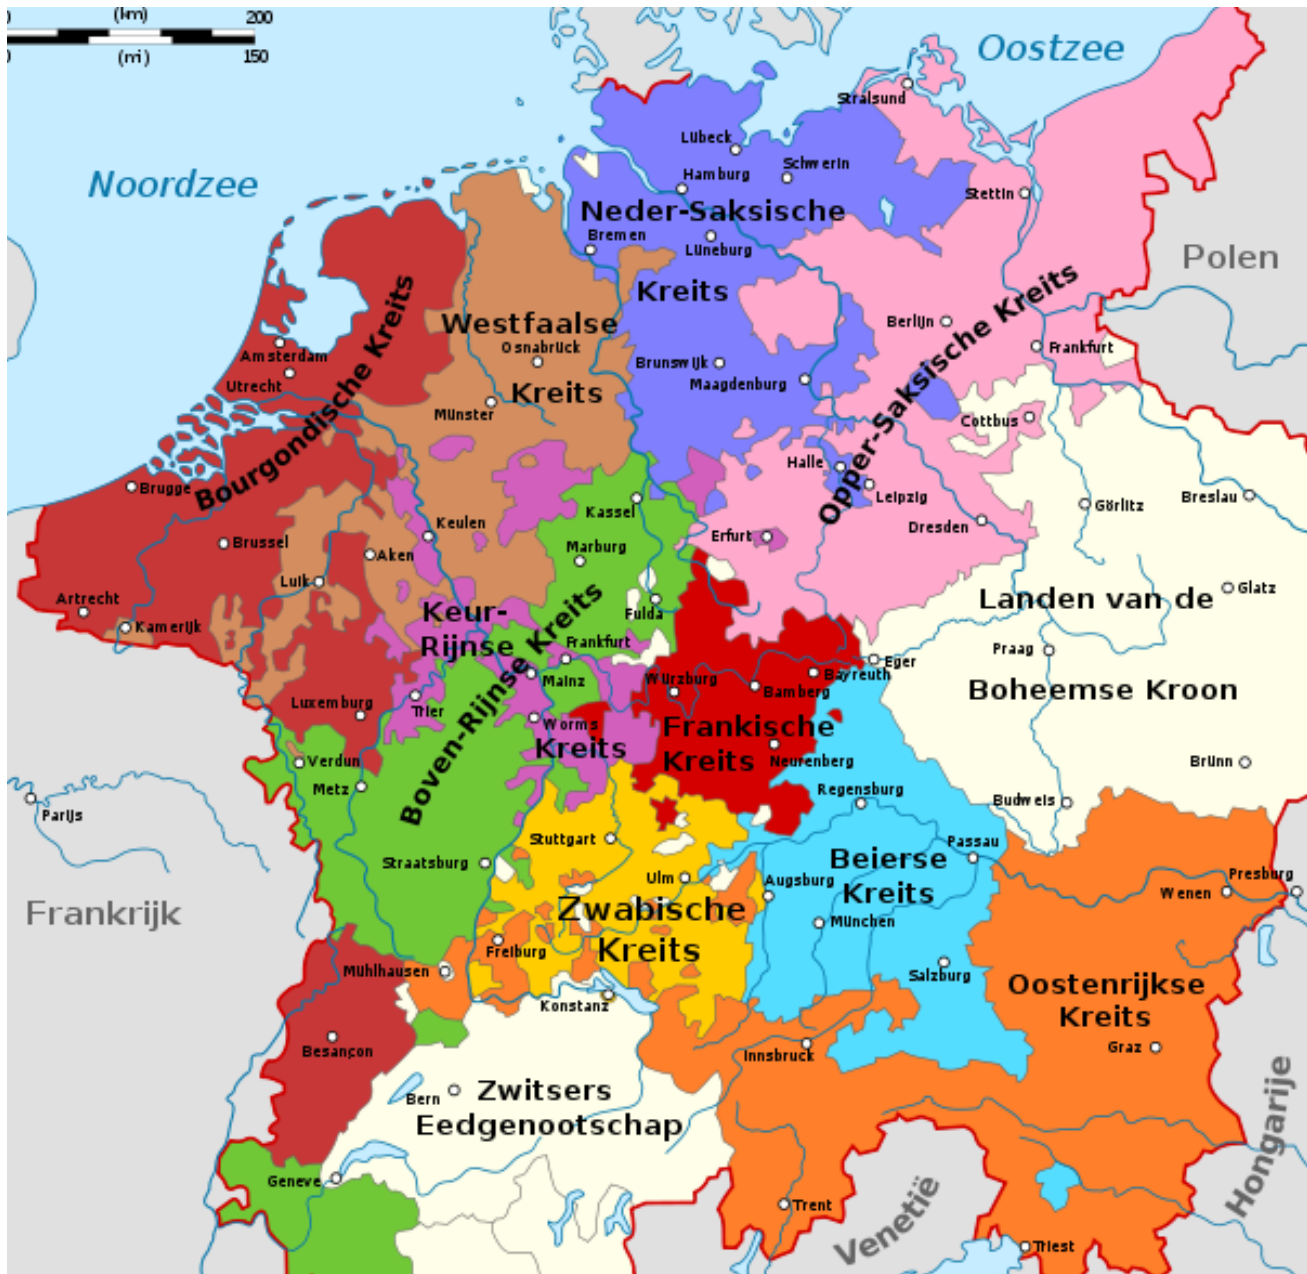 (km)
0 200
0 150
(mi)
Oostzee
Stralsund
Lübeck
Schwerin
Hamburg
Noordzee
Stettin
Neder-Saksische
Bremen
Lüneburg
Polen
Kreits
Westfaalse
Osnabrück
Berlijn
Amsterdam
Frankfurt
Brunswijk
Utrecht
Maagdenburg
Kreits
Münster
Bourgondische Kreits
Opper-Saksische Kreits
Cottbus
Halle
Brugge
Leipzig
Breslau
Kassel
Görlitz
Keulen
Dresden
Brussel
Erfurt
Aken
Marburg
Luik
Glatz
Artrecht
Landen van de
Keur-
Fulda
Kamerijk
Rijnse
Frankfurt
Praag
Eger
Mainz
Würzburg
Bayreuth
Boven-Rijnse Kreits
Bamberg
Boheemse Kroon
Luxemburg
Trier
Worms
Frankische
Kreits
Kreits
Verdun
Neurenberg
Brünn
Metz
Regensburg
Budweis
Parijs
Stuttgart
Passau
Straatsburg
Beierse
Ulm
Augsburg
Kreits
Presburg
Wenen
Frankrijk
Zwabische
München
Freiburg
Kreits
Mühlhausen
Salzburg
Oostenrijkse
Konstanz
Kreits
Besançon
Innsbruck
Graz
Zwitsers
Bern
Eedgenootschap
Hongarije
Geneve
Trent
Venetië
Triest